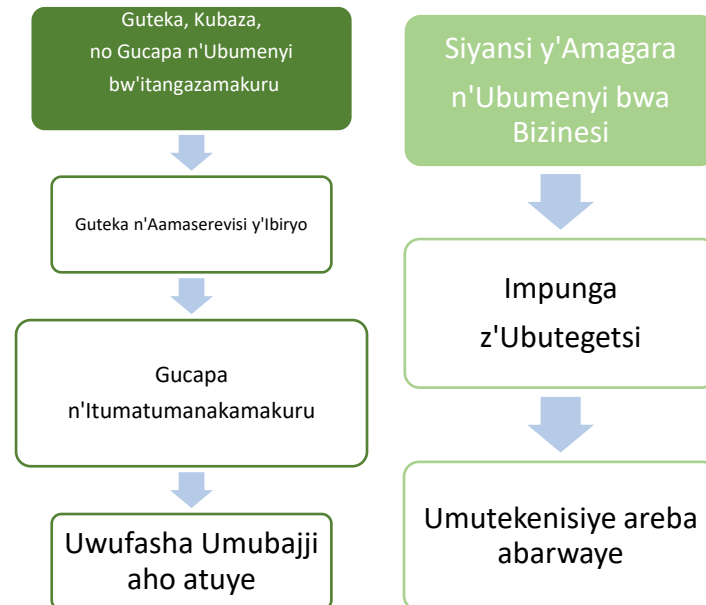 Guteka, Kubaza,
no Gucapa n'Ubumenyi
bw'itangazamakuru
Guteka n'Aamaserevisi y'Ibiryo
Gucapa
n'Itumatumanakamakuru
Uwufasha Umubajji
aho atuye
Siyansi y'Amagara
n'Ubumenyi bwa
Bizinesi
Impunga
z'Ubutegetsi
Umutekenisiye areba
abarwaye